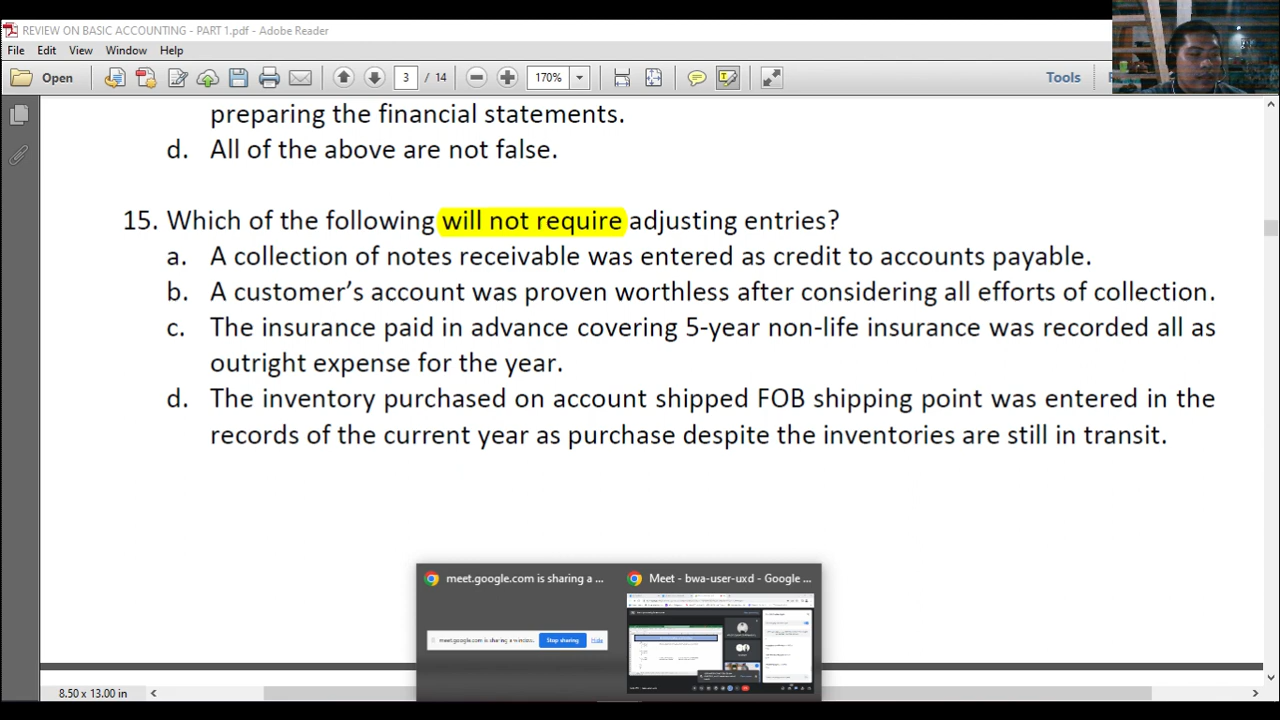 REVIEW ON BASIC ACCOUNTING - PART 1.pdf - Adobe Reader
File Edit View Window Help
Open 3 / 14 170% Tools
preparing the financial statements.
d. All of the above are not false.
15. Which of the following will not require adjusting entries?
a. A collection of notes receivable was entered as credit to accounts payable.
b. A customer’s account was proven worthless after considering all efforts of collection.
c. The insurance paid in advance covering 5-year non-life insurance was recorded all as
outright expense for the year.
d. The inventory purchased on account shipped FOB shipping point was entered in the
records of the current year as purchase despite the inventories are still in transit.
meet.google.com is sharing a ... Meet - bwa-user-uxd - Google ...
meet.google.com is sharing a window. Stop sharing Hide
8.50 x 13.00 in